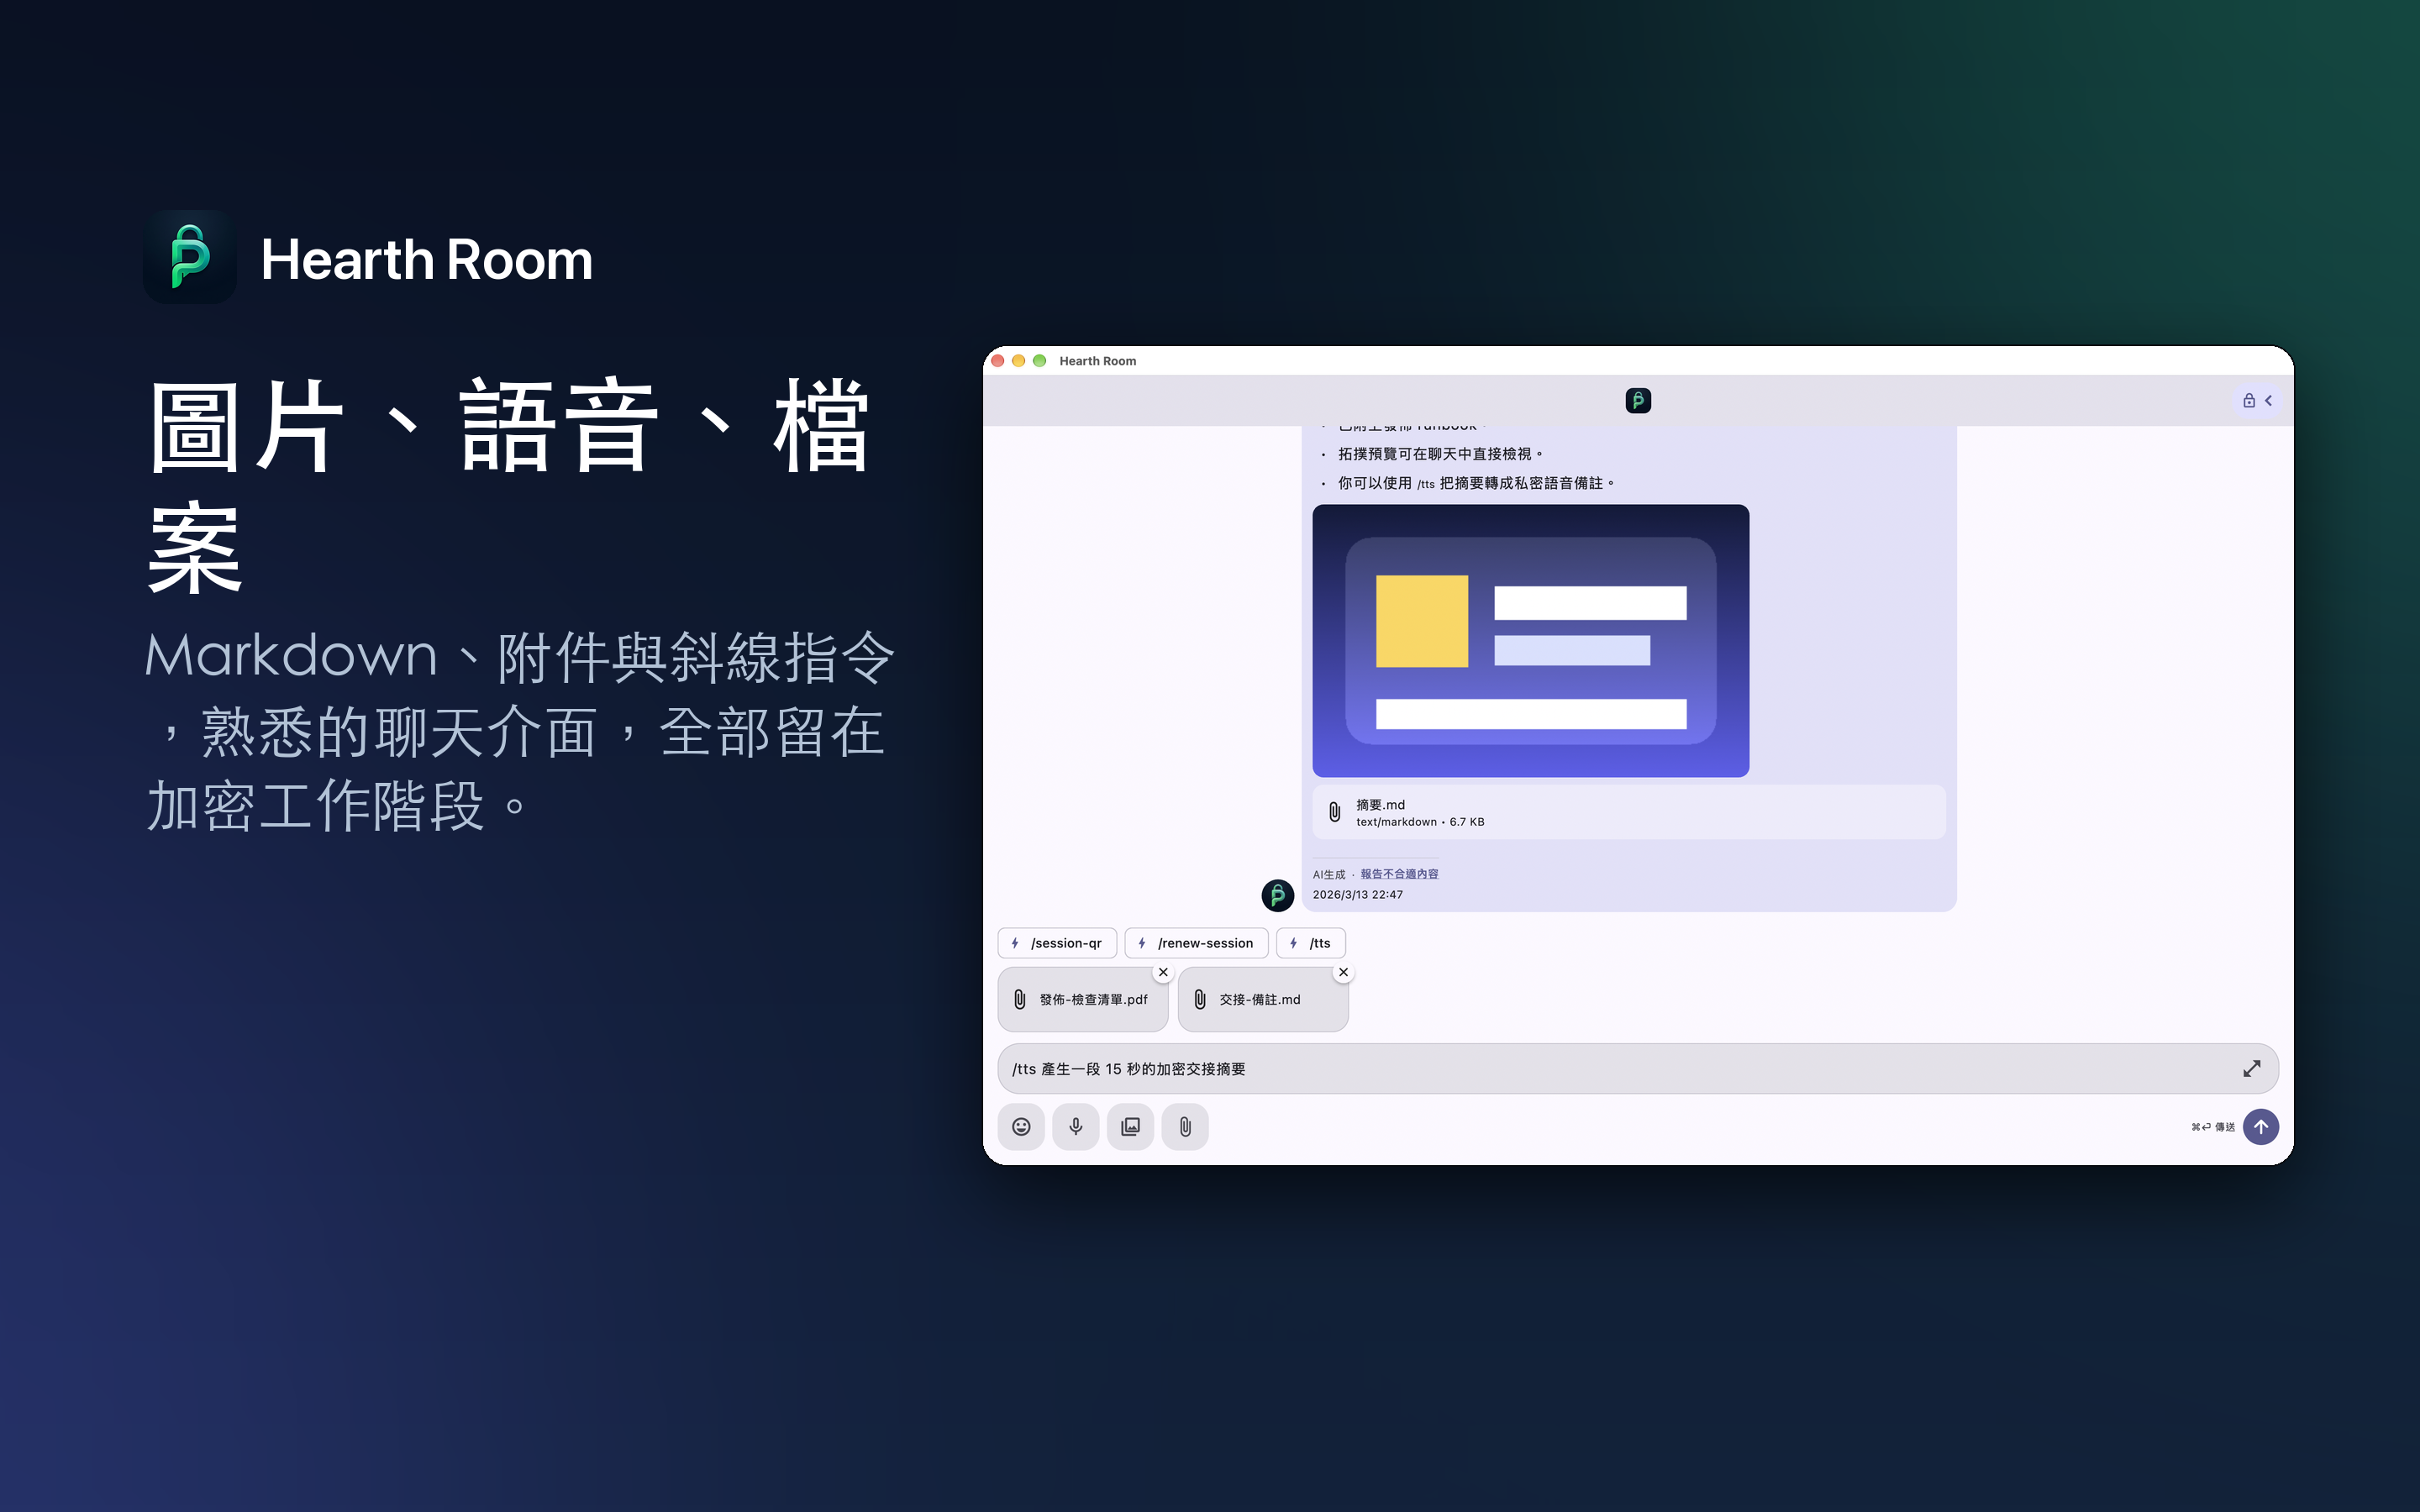 Hearth Room
圖片、語音、檔
案
Markdown、附件與斜線指令
，熟悉的聊天介面，全部留在
加密工作階段。
Hearth Room
拓撲預覽可在聊天中直接檢視。
你可以使用 /tts 把摘要轉成私密語音備註。
摘要.md
text/markdown • 6.7 KB
AI生成 · 報告不合適內容
2026/3/13 22:47
/session-qr
/renew-session
/tts
發佈-檢查清單.pdf
交接-備註.md
/tts 產生一段 15 秒的加密交接摘要
⌘⏎ 傳送